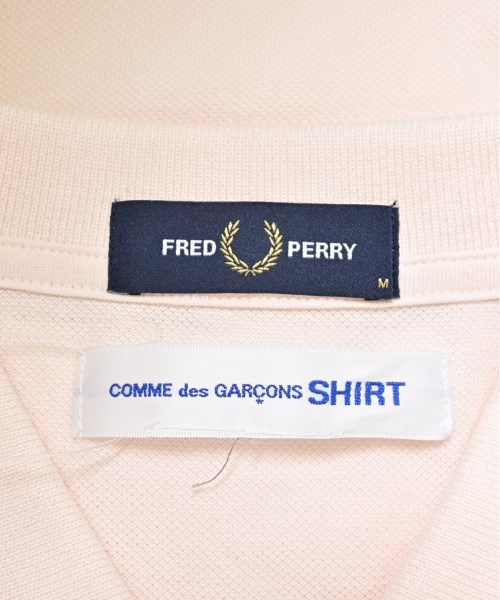 FRED PERRY
M
COMME des GARÇONS SHIRT